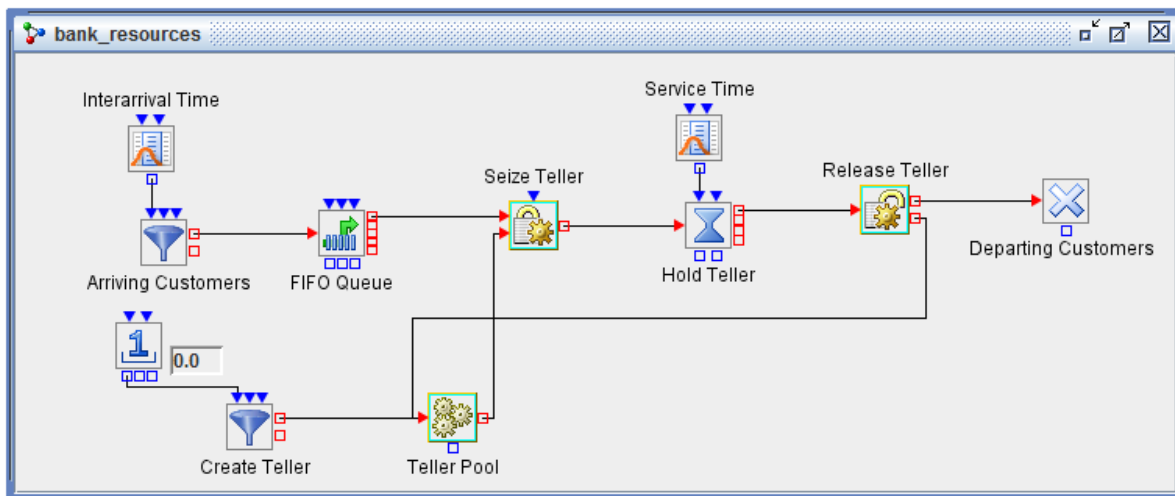 bank_resources
Interarrival Time
Service Time
Seize Teller
Release Teller
Arriving Customers
FIFO Queue
Hold Teller
Departing Customers
1
0.0
Create Teller
Teller Pool